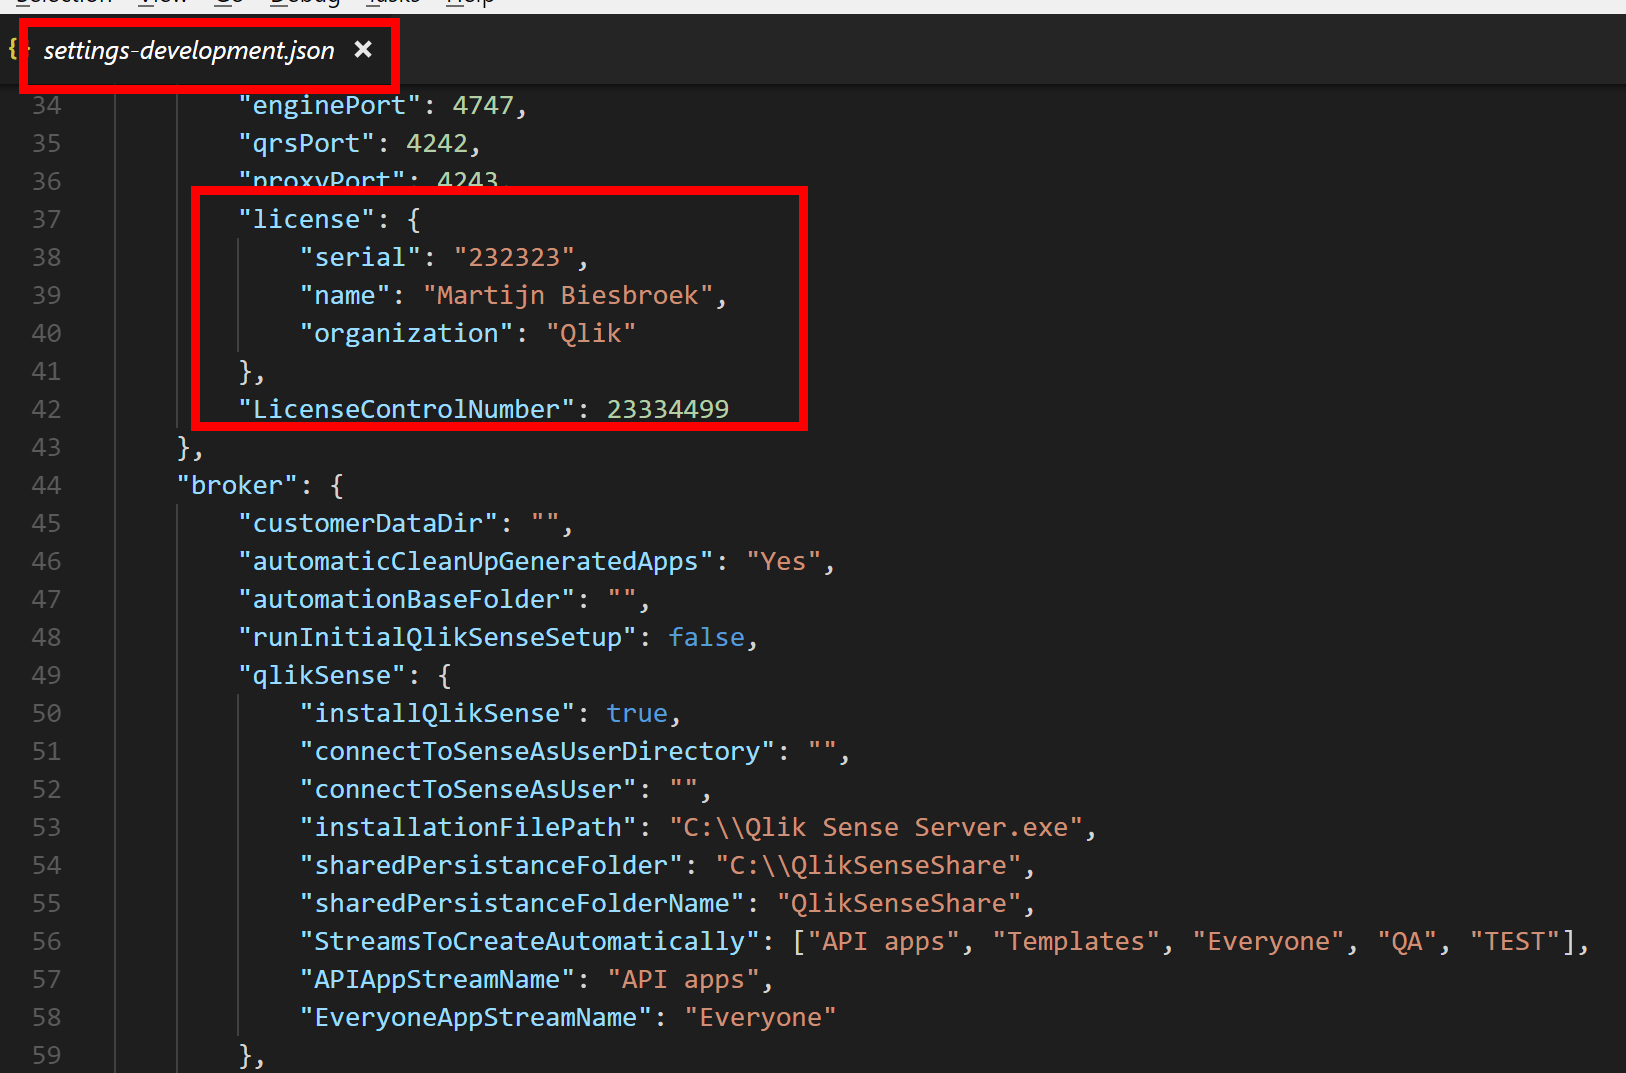 Selection View Go Debug Tasks Help
{} settings-development.json ×
34 "enginePort": 4747,
35 "qrsPort": 4242,
36 "proxyPort": 4243,
37 "license": {
38 "serial": "232323",
39 "name": "Martijn Biesbroek",
40 "organization": "Qlik"
41 },
42 "LicenseControlNumber": 23334499
43 },
44 "broker": {
45 "customerDataDir": "",
46 "automaticCleanUpGeneratedApps": "Yes",
47 "automationBaseFolder": "",
48 "runInitialQlikSenseSetup": false,
49 "qlikSense": {
50 "installQlikSense": true,
51 "connectToSenseAsUserDirectory": "",
52 "connectToSenseAsUser": "",
53 "installationFilePath": "C:\\Qlik Sense Server.exe",
54 "sharedPersistanceFolder": "C:\\QlikSenseShare",
55 "sharedPersistanceFolderName": "QlikSenseShare",
56 "StreamsToCreateAutomatically": ["API apps", "Templates", "Everyone", "QA", "TEST"],
57 "APIAppStreamName": "API apps",
58 "EveryoneAppStreamName": "Everyone"
59 },